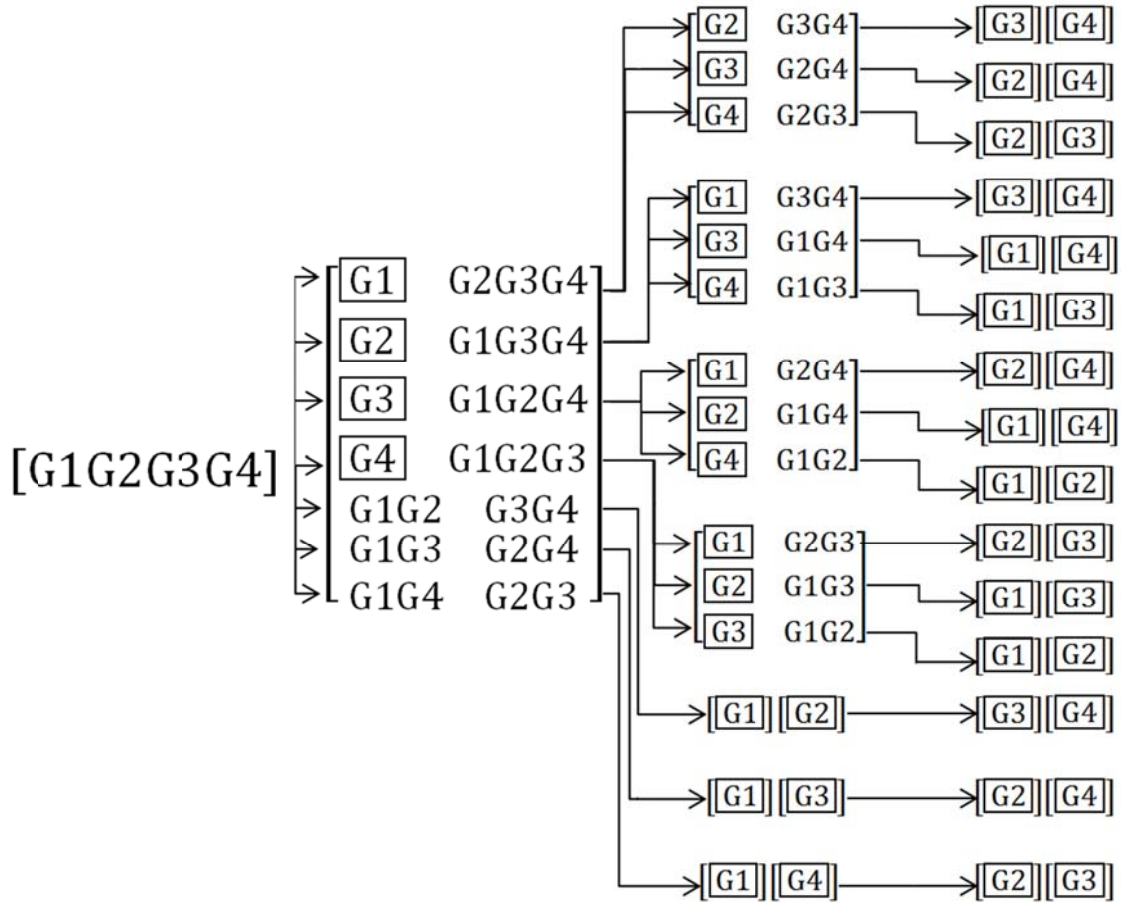 [G1G2G3G4]
G1 G2G3G4
G2 G1G3G4
G3 G1G2G4
G4 G1G2G3
G1G2 G3G4
G1G3 G2G4
G1G4 G2G3
[G2 G3G4]
[G3 G2G4]
[G4 G2G3]
[G3][G4]
[G2][G4]
[G2][G3]
[G1 G3G4]
[G3 G1G4]
[G4 G1G3]
[G3][G4]
[G1][G4]
[G1][G3]
[G1 G2G4]
[G2 G1G4]
[G4 G1G2]
[G2][G4]
[G1][G4]
[G1][G2]
[G1 G2G3]
[G2 G1G3]
[G3 G1G2]
[G2][G3]
[G1][G3]
[G1][G2]
[G1][G2] [G3][G4]
[G1][G3] [G2][G4]
[G1][G4] [G2][G3]